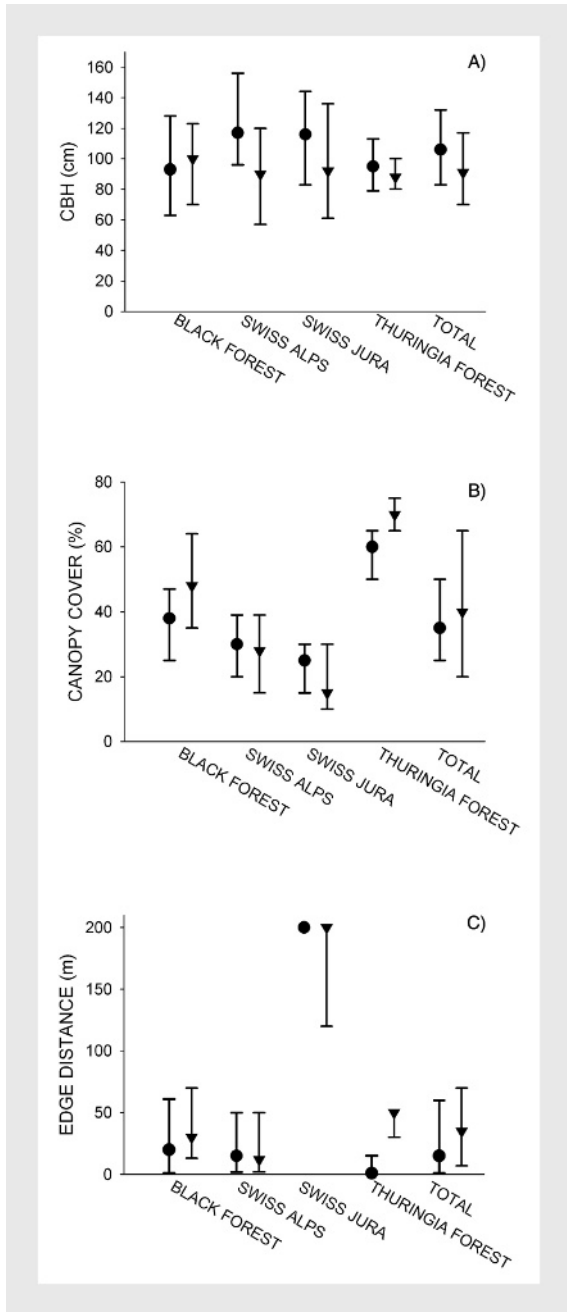 A)
CBH (cm)
160
140
120
100
80
60
40
20
0
BLACK FOREST
SWISS ALPS
SWISS JURA
THURINGIA FOREST
TOTAL
B)
CANOPY COVER (%)
80
60
40
20
0
BLACK FOREST
SWISS ALPS
SWISS JURA
THURINGIA FOREST
TOTAL
C)
EDGE DISTANCE (m)
200
150
100
50
0
BLACK FOREST
SWISS ALPS
SWISS JURA
THURINGIA FOREST
TOTAL